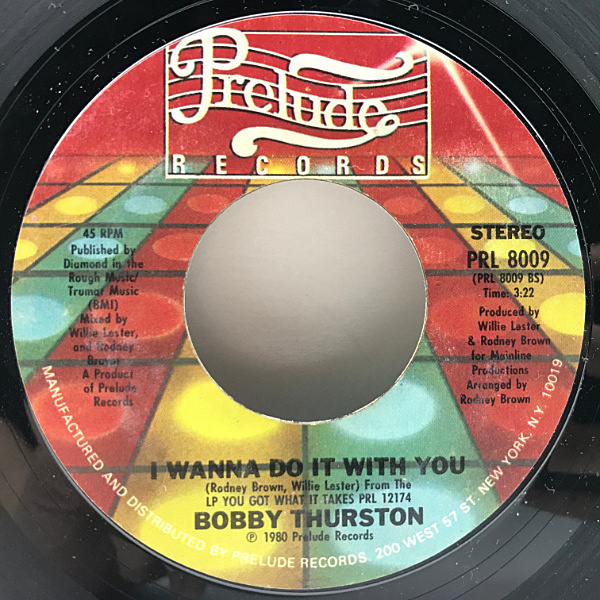 Prelude
RECORDS
45 RPM
Published by
Diamond in the
Rough Music/
Trumar Music
(BMI)
Mixed by
Willie Lester,
and Rodney
Brown
A Product
of Prelude
Records
STEREO
PRL 8009
(PRL 8009 BS)
Time: 3:22
Produced by
Willie Lester
& Rodney Brown
for Mainline
Productions
Arranged by
Rodney Brown
I WANNA DO IT WITH YOU
(Rodney Brown, Willie Lester) From The
LP YOU GOT WHAT IT TAKES PRL 12174
BOBBY THURSTON
℗ 1980 Prelude Records
MANUFACTURED AND DISTRIBUTED BY PRELUDE RECORDS. 200 WEST 57 ST. NEW YORK, N.Y. 10019